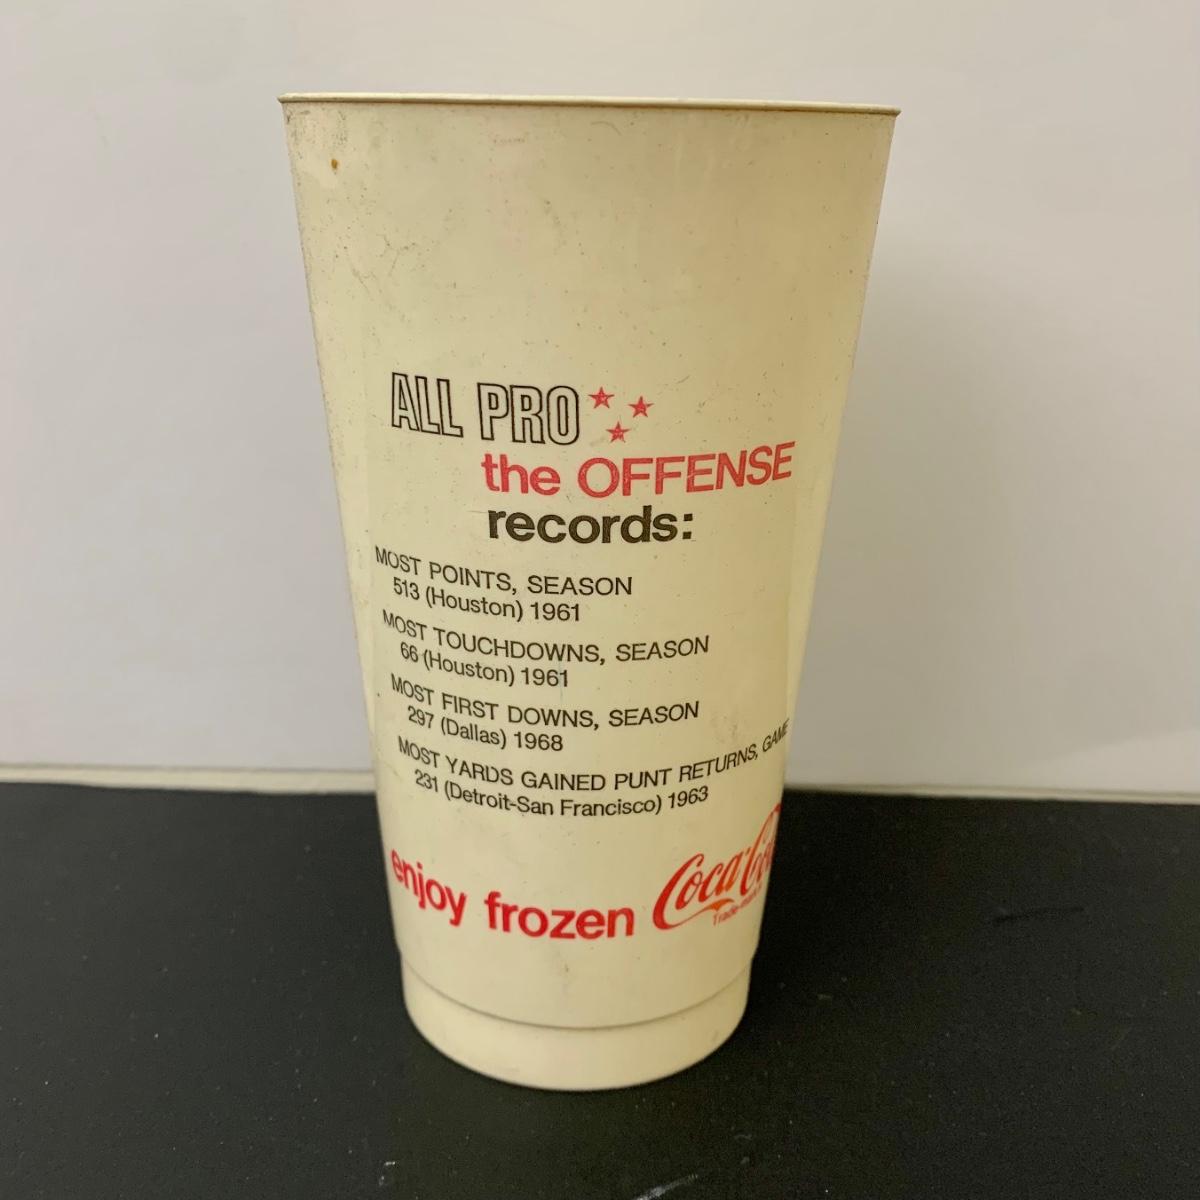 ALL PRO
the OFFENSE
records:
MOST POINTS, SEASON
513 (Houston) 1961
MOST TOUCHDOWNS, SEASON
66 (Houston) 1961
MOST FIRST DOWNS, SEASON
297 (Dallas) 1968
MOST YARDS GAINED PUNT RETURNS, GAME
231 (Detroit-San Francisco) 1963
enjoy frozen Coca-Cola